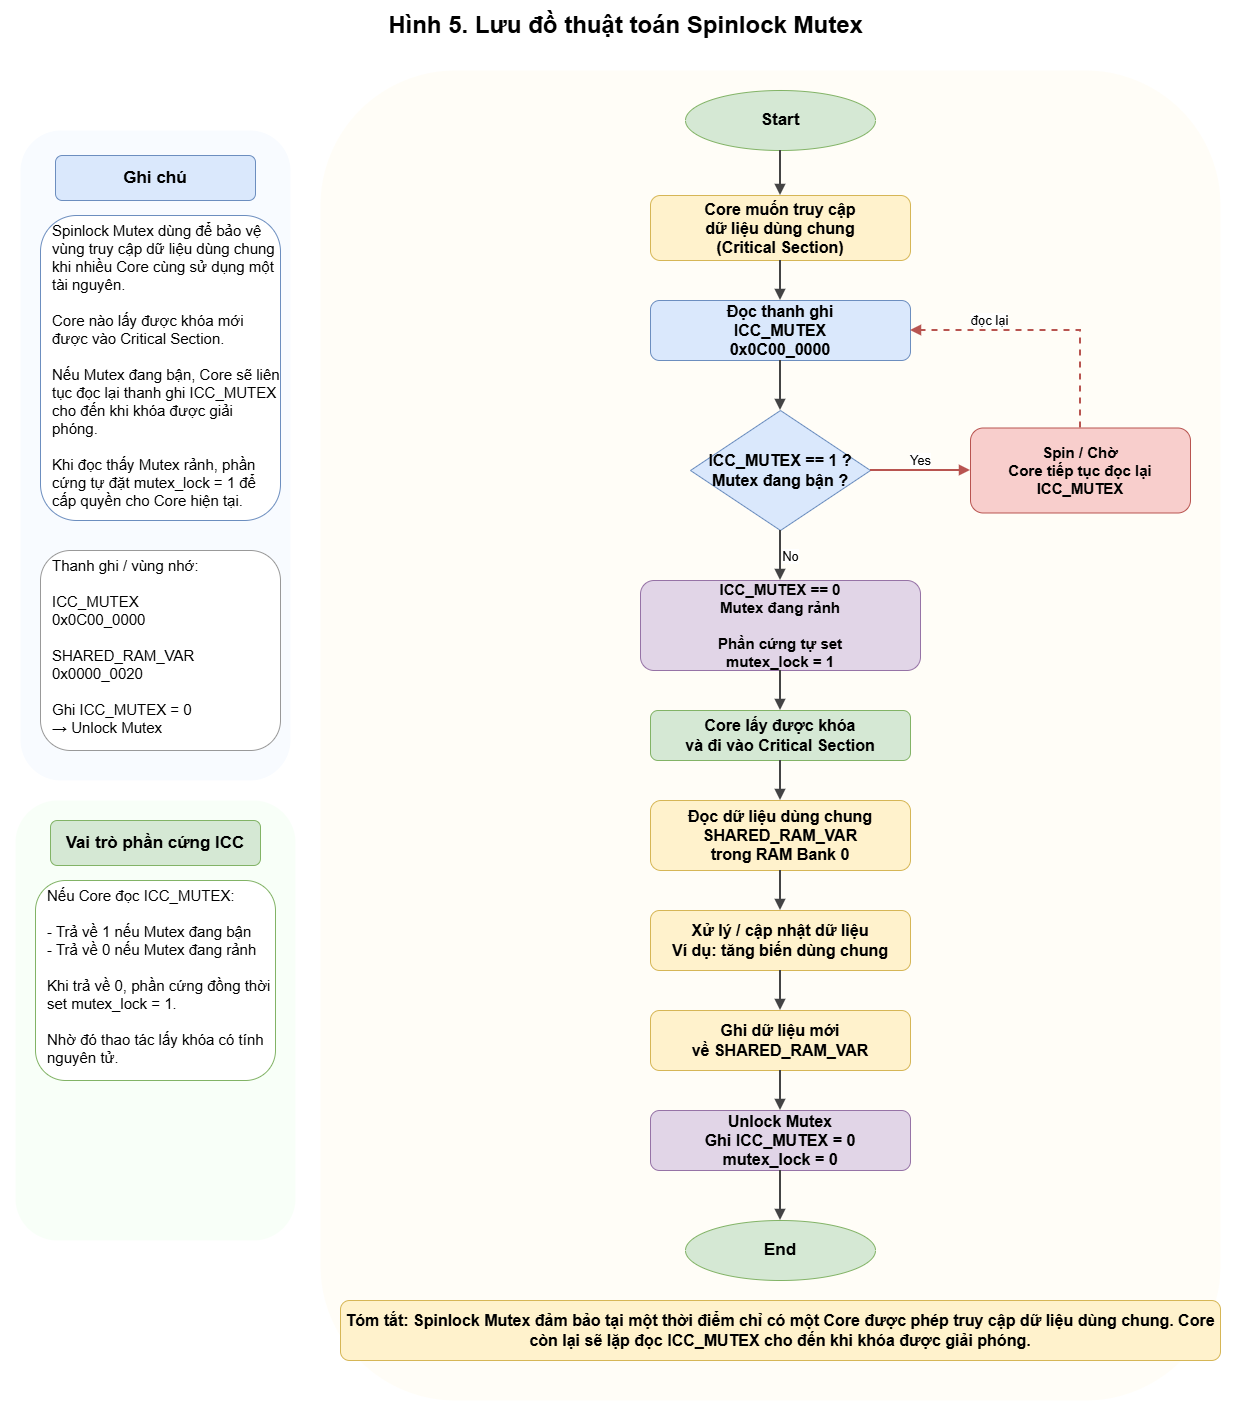 Hình 5. Lưu đồ thuật toán Spinlock Mutex
Ghi chú
Spinlock Mutex dùng để bảo vệ
vùng truy cập dữ liệu dùng chung
khi nhiều Core cùng sử dụng một
tài nguyên.
Core nào lấy được khóa mới
được vào Critical Section.
Nếu Mutex đang bận, Core sẽ liên
tục đọc lại thanh ghi ICC_MUTEX
cho đến khi khóa được giải
phóng.
Khi đọc thấy Mutex rảnh, phần
cứng tự đặt mutex_lock = 1 để
cấp quyền cho Core hiện tại.
Thanh ghi / vùng nhớ:
ICC_MUTEX
0x0C00_0000
SHARED_RAM_VAR
0x0000_0020
Ghi ICC_MUTEX = 0
→ Unlock Mutex
Vai trò phần cứng ICC
Nếu Core đọc ICC_MUTEX:
- Trả về 1 nếu Mutex đang bận
- Trả về 0 nếu Mutex đang rảnh
Khi trả về 0, phần cứng đồng thời
set mutex_lock = 1.
Nhờ đó thao tác lấy khóa có tính
nguyên tử.
Start
Core muốn truy cập
dữ liệu dùng chung
(Critical Section)
Đọc thanh ghi
ICC_MUTEX
0x0C00_0000
đọc lại
ICC_MUTEX == 1 ?
Mutex đang bận ?
Yes
Spin / Chờ
Core tiếp tục đọc lại
ICC_MUTEX
No
ICC_MUTEX == 0
Mutex đang rảnh
Phần cứng tự set
mutex_lock = 1
Core lấy được khóa
và đi vào Critical Section
Đọc dữ liệu dùng chung
SHARED_RAM_VAR
trong RAM Bank 0
Xử lý / cập nhật dữ liệu
Ví dụ: tăng biến dùng chung
Ghi dữ liệu mới
về SHARED_RAM_VAR
Unlock Mutex
Ghi ICC_MUTEX = 0
mutex_lock = 0
End
Tóm tắt: Spinlock Mutex đảm bảo tại một thời điểm chỉ có một Core được phép truy cập dữ liệu dùng chung. Core
còn lại sẽ lặp đọc ICC_MUTEX cho đến khi khóa được giải phóng.